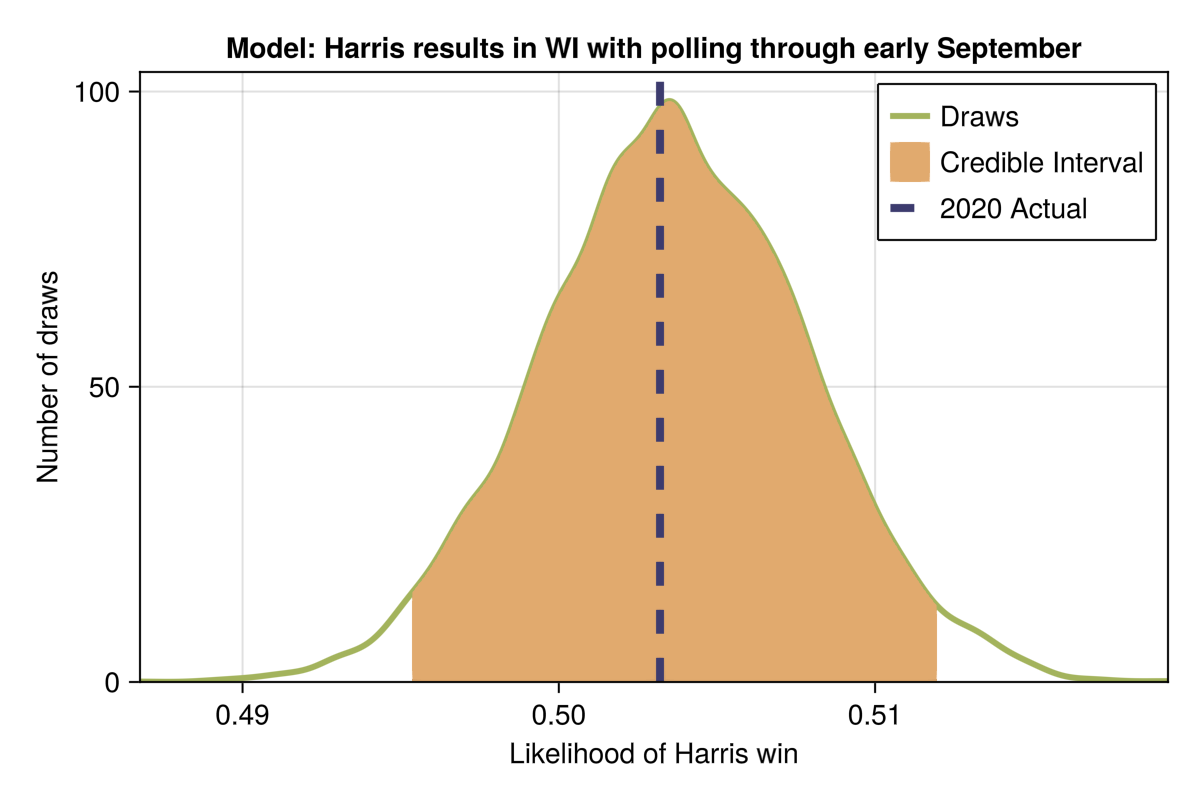 Model: Harris results in WI with polling through early September
100
50
0
Number of draws
Draws
Credible Interval
2020 Actual
0.49
0.50
0.51
Likelihood of Harris win